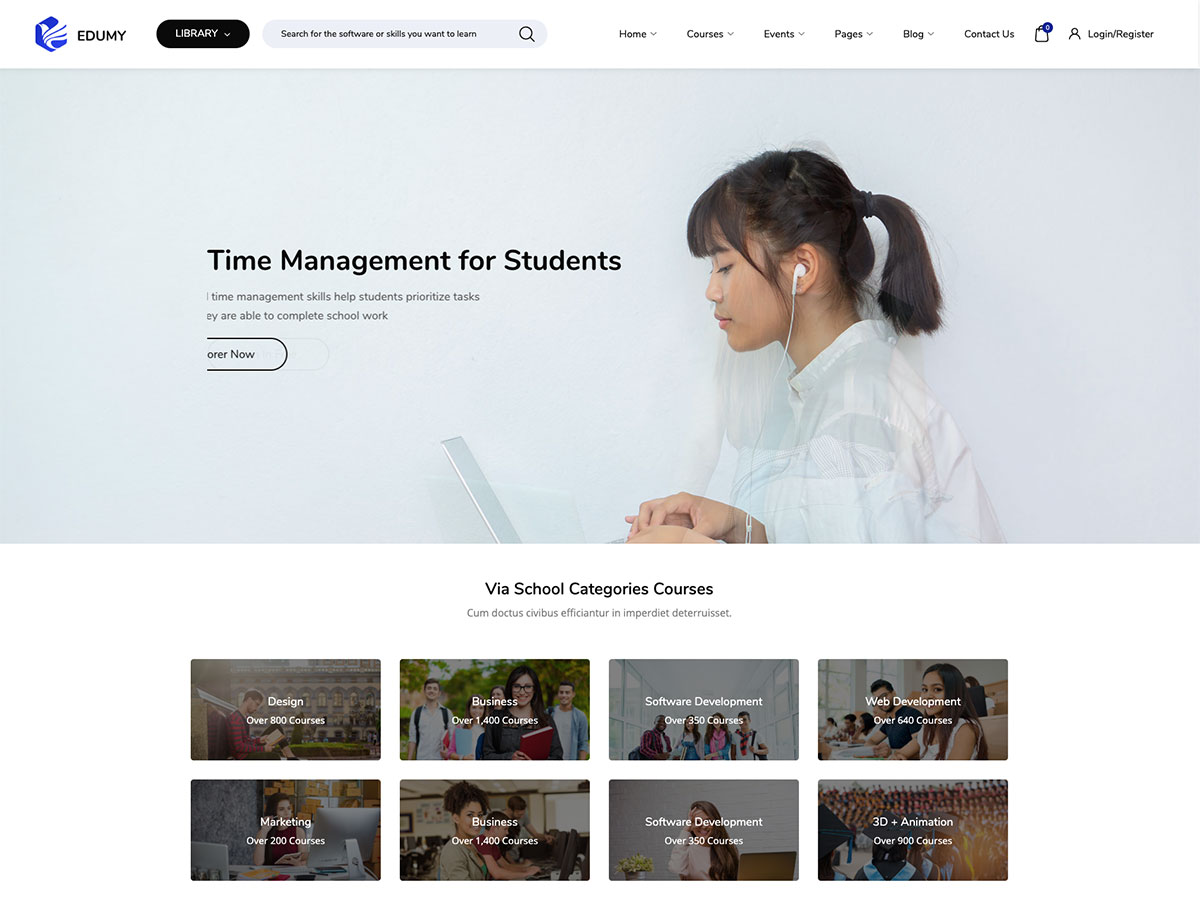 EDUMY
LIBRARY
Search for the software or skills you want to learn
Home
Courses
Events
Pages
Blog
Contact Us
0
Login/Register
Time Management for Students
time management skills help students prioritize tasks
ey are able to complete school work
orer Now
Via School Categories Courses
Cum doctus civibus efficiantur in imperdiet deterruisset.
Design
Over 800 Courses
Business
Over 1,400 Courses
Software Development
Over 350 Courses
Web Development
Over 640 Courses
Marketing
Over 200 Courses
Business
Over 1,400 Courses
Software Development
Over 350 Courses
3D + Animation
Over 900 Courses